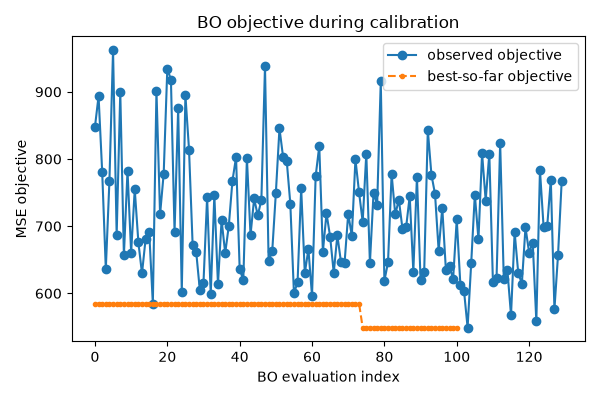 BO objective during calibration
observed objective
best-so-far objective
MSE objective
900
800
700
600
0 20 40 60 80 100 120
BO evaluation index